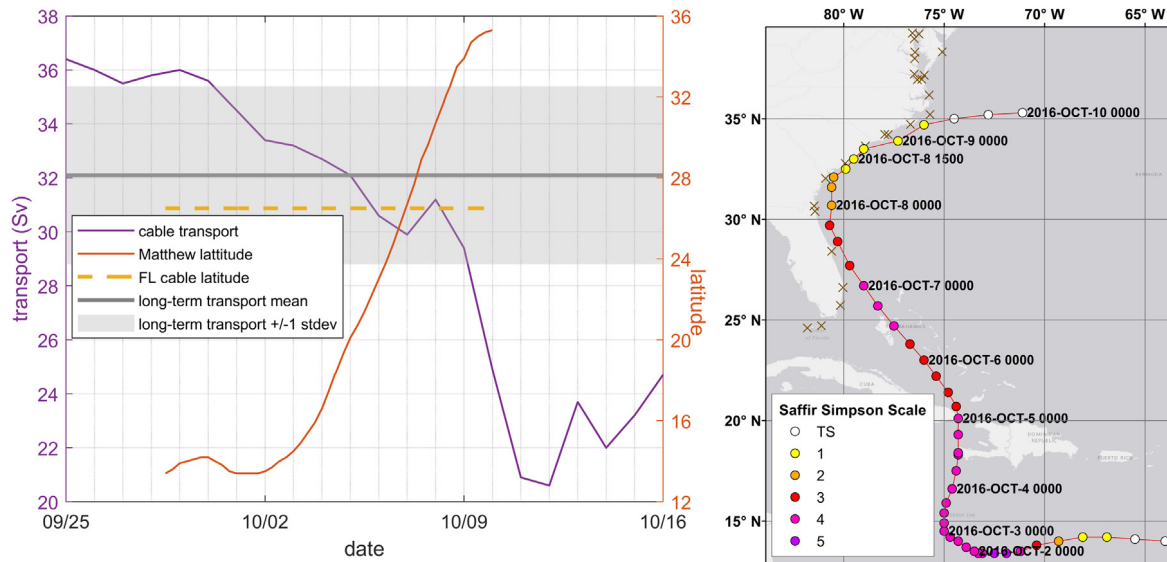 38
36
34
32
30
28
26
24
22
20
transport (Sv)
cable transport
Matthew lattitude
FL cable latitude
long-term transport mean
long-term transport +/-1 stdev
36
32
28
24
20
16
12
latitude
09/25
10/02
10/09
10/16
date
80° W
75° W
70° W
65° W
35° N
30° N
25° N
20° N
15° N
2016-OCT-10 0000
2016-OCT-9 0000
2016-OCT-8 1500
2016-OCT-8 0000
2016-OCT-7 0000
2016-OCT-6 0000
2016-OCT-5 0000
2016-OCT-4 0000
2016-OCT-3 0000
2016-OCT-2 0000
CUBA
DOMINICAN
REPUBLIC
PUERTO RICO
Saffir Simpson Scale
TS
1
2
3
4
5